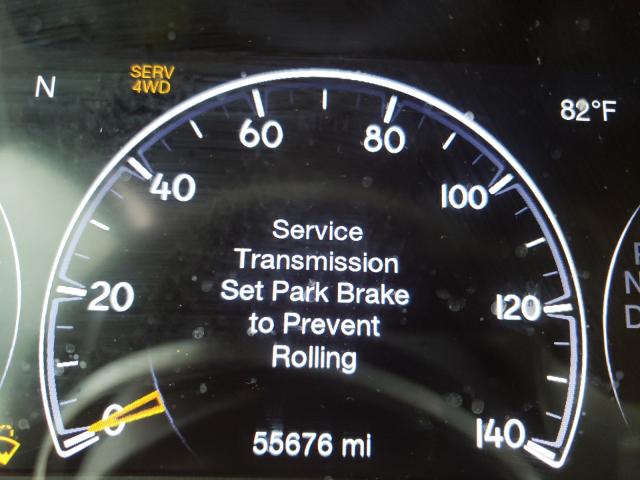 N
SERV
4WD
82°F
60
80
40
100
Service
Transmission
Set Park Brake
to Prevent
Rolling
20
120
N
D
0
140
55676 mi